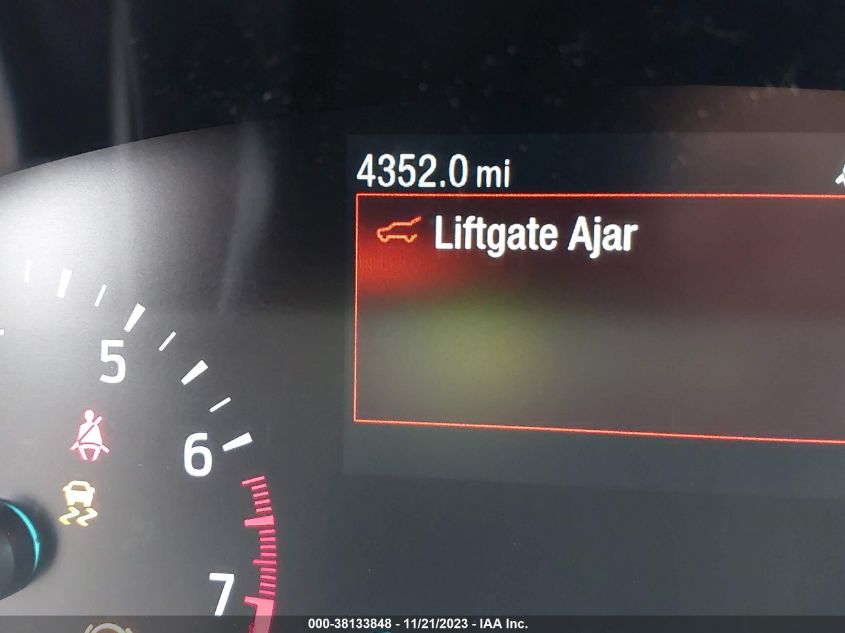 4352.0 mi
Liftgate Ajar
5
6
7
000-38133848 - 11/21/2023 - IAA Inc.